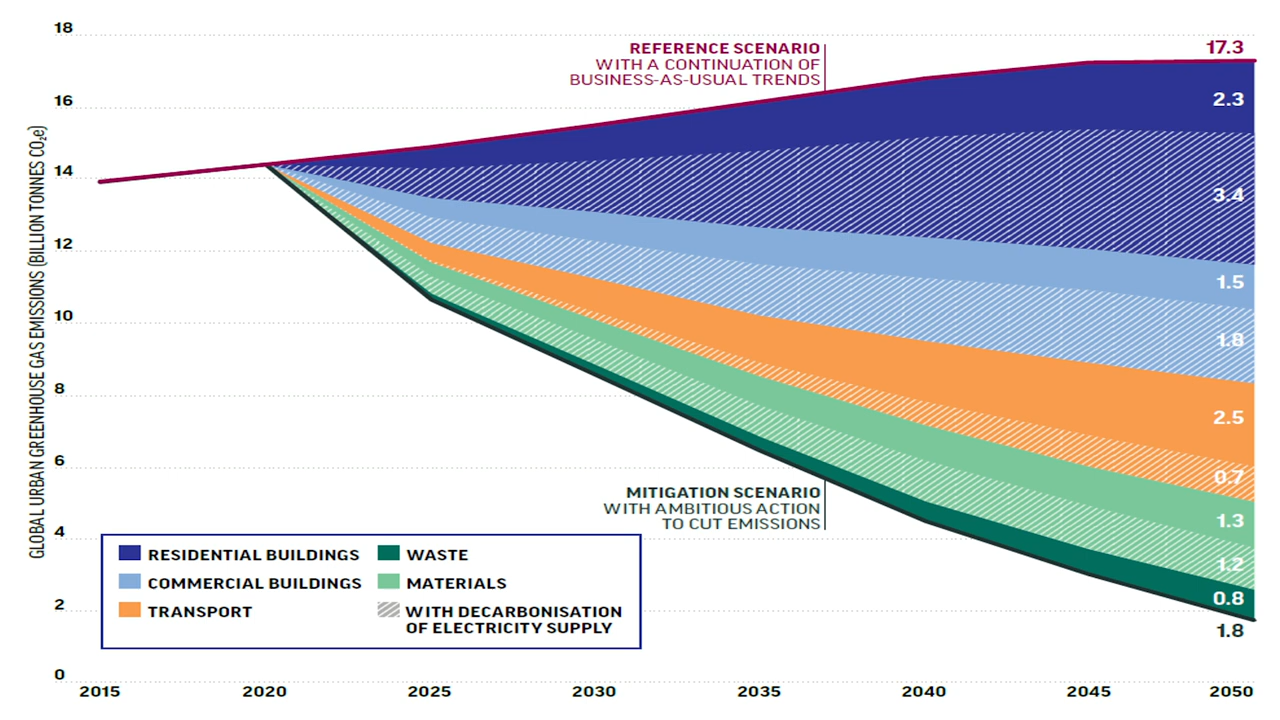 18
16
14
12
10
8
6
4
2
0
GLOBAL URBAN GREENHOUSE GAS EMISSIONS (BILLION TONNES CO₂e)
REFERENCE SCENARIO
WITH A CONTINUATION OF
BUSINESS-AS-USUAL TRENDS
17.3
2.3
3.4
1.5
1.8
2.5
0.7
1.3
1.2
0.8
1.8
MITIGATION SCENARIO
WITH AMBITIOUS ACTION
TO CUT EMISSIONS
RESIDENTIAL BUILDINGS
COMMERCIAL BUILDINGS
TRANSPORT
WASTE
MATERIALS
WITH DECARBONISATION
OF ELECTRICITY SUPPLY
2015 2020 2025 2030 2035 2040 2045 2050